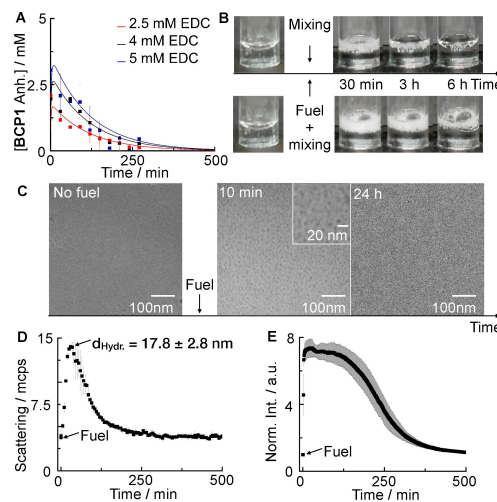 A
5
2.5
0
[BCP1 Anh.] / mM
2.5 mM EDC
4 mM EDC
5 mM EDC
0 250 500
Time / min
B
Mixing
30 min 3 h 6 h Time
Fuel
+
mixing
C
No fuel
100nm
Fuel
10 min
20 nm
100nm
24 h
100nm
Time
D
15
7.5
0
Scattering / mcps
dHydr. = 17.8 ± 2.8 nm
Fuel
0 250 500
Time / min
E
8
4
0
Norm. Int. / a.u.
Fuel
0 250 500
Time / min